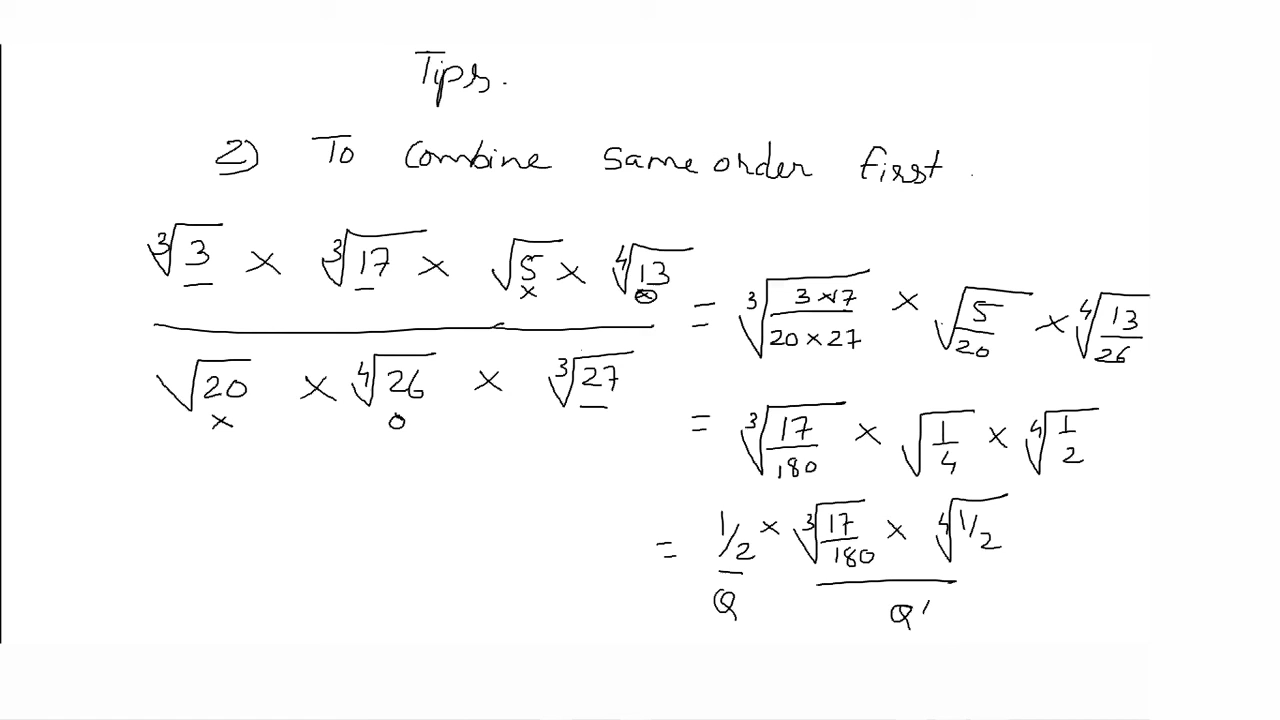 Tips.
2) To Combine same order first.
∛3 × ∛17 × √5 × ∜13
√20 × ∜26 × ∛27
= ∛(3×17 / 20×27) × √(5/20) × ∜(13/26)
= ∛(17/180) × √(1/4) × ∜(1/2)
= 1/2 × ∛(17/180) × ∜(1/2)
Q Q'